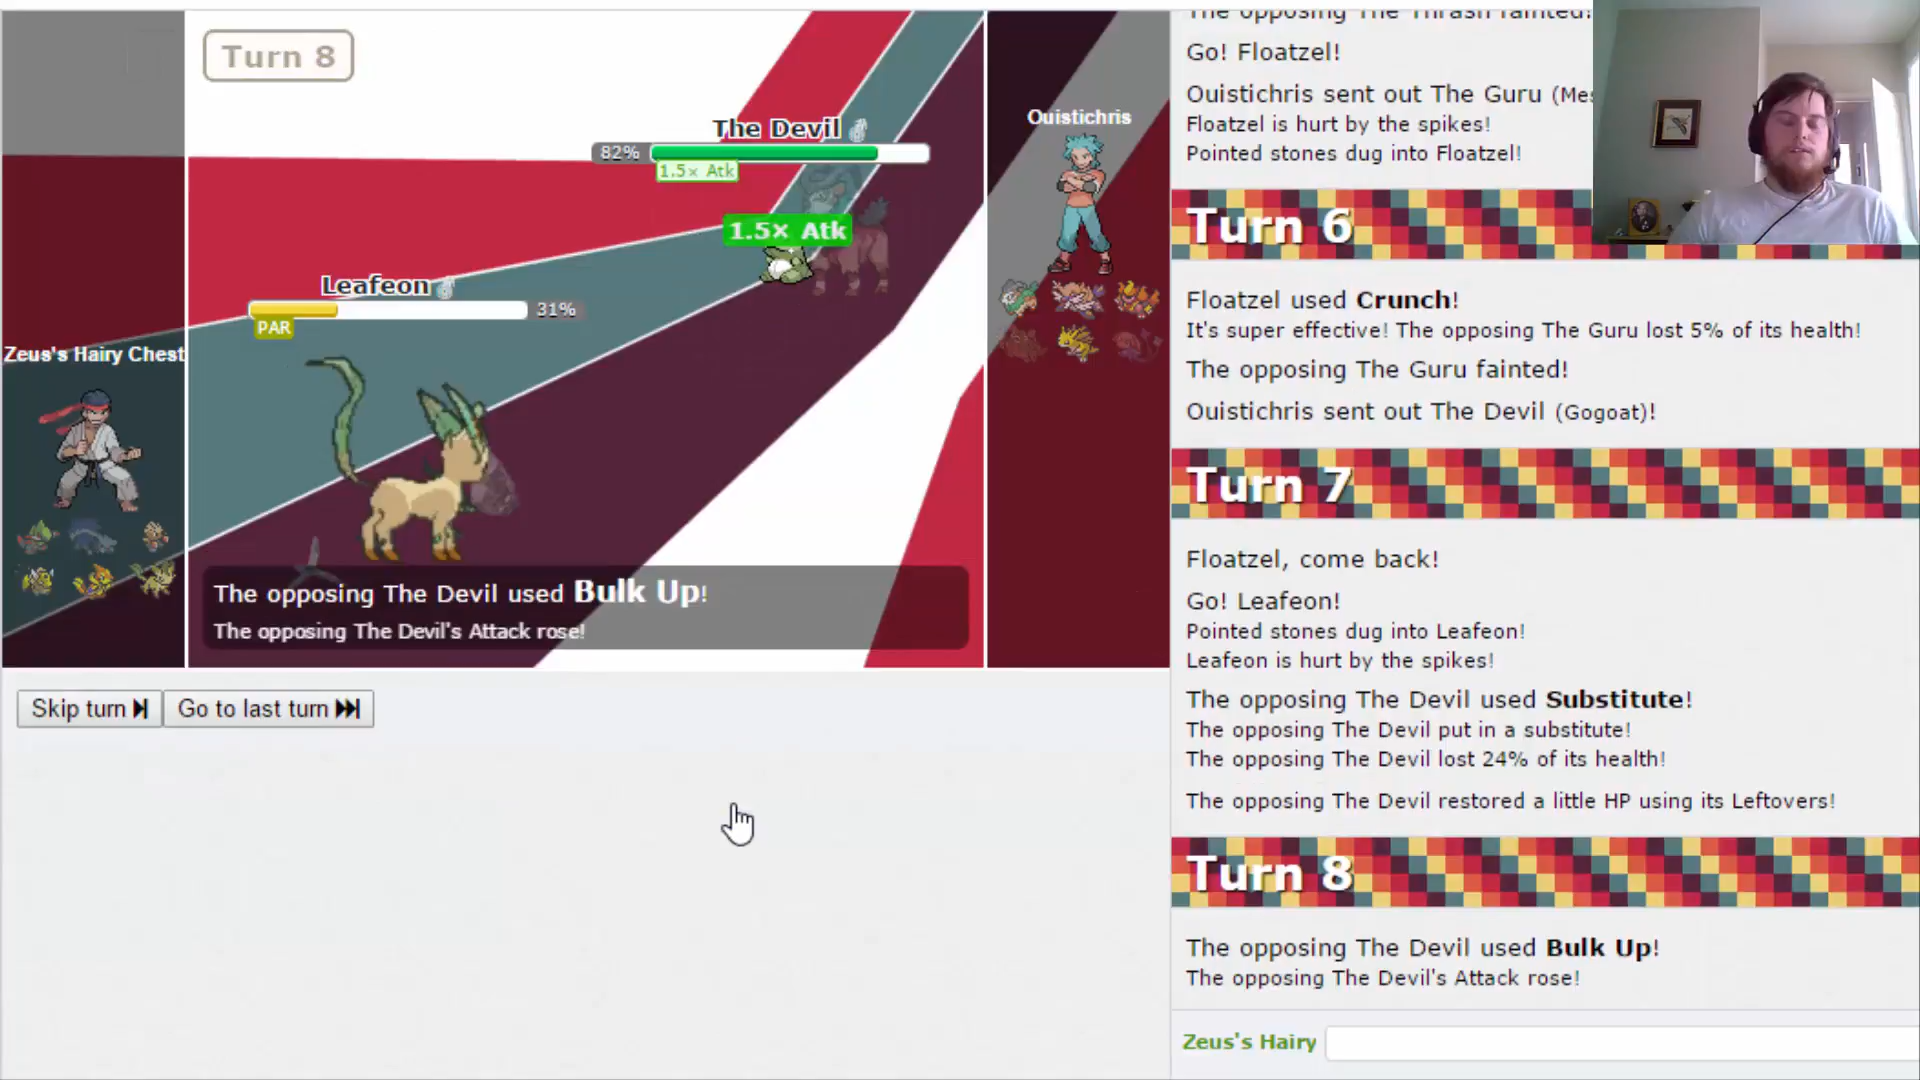 Turn 8
The Devil
82%
1.5× Atk
1.5× Atk
Leafeon
31%
PAR
Zeus's Hairy Chest
Ouistichris
The opposing The Devil used Bulk Up!
The opposing The Devil's Attack rose!
Skip turn
Go to last turn
The opposing The Thrash fainted!
Go! Floatzel!
Ouistichris sent out The Guru (Mes
Floatzel is hurt by the spikes!
Pointed stones dug into Floatzel!
Turn 6
Floatzel used Crunch!
It's super effective! The opposing The Guru lost 5% of its health!
The opposing The Guru fainted!
Ouistichris sent out The Devil (Gogoat)!
Turn 7
Floatzel, come back!
Go! Leafeon!
Pointed stones dug into Leafeon!
Leafeon is hurt by the spikes!
The opposing The Devil used Substitute!
The opposing The Devil put in a substitute!
The opposing The Devil lost 24% of its health!
The opposing The Devil restored a little HP using its Leftovers!
Turn 8
The opposing The Devil used Bulk Up!
The opposing The Devil's Attack rose!
Zeus's Hairy